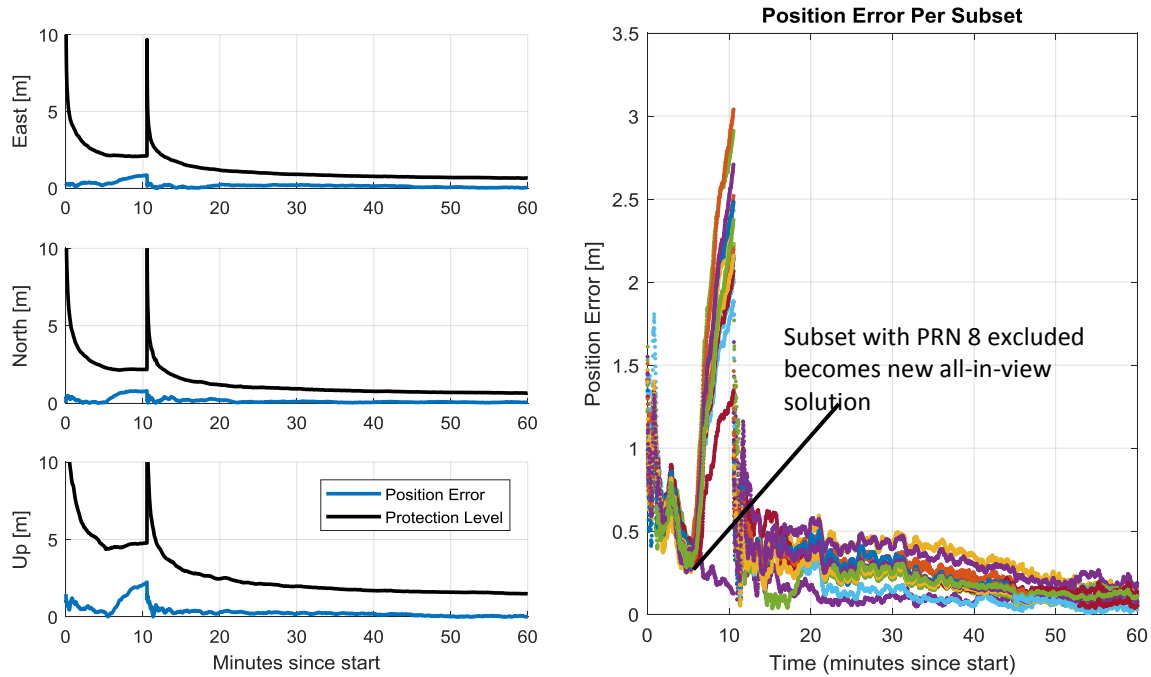 10
5
0
East [m]
0 10 20 30 40 50 60
10
5
0
North [m]
0 10 20 30 40 50 60
10
5
0
Up [m]
Position Error
Protection Level
0 10 20 30 40 50 60
Minutes since start
Position Error Per Subset
3.5
3
2.5
2
1.5
1
0.5
0
Position Error [m]
Subset with PRN 8 excluded
becomes new all-in-view
solution
0 10 20 30 40 50 60
Time (minutes since start)